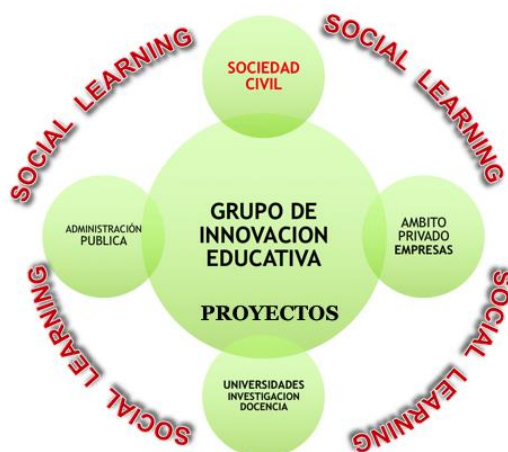 SOCIAL LEARNING
SOCIAL LEARNING
SOCIEDAD
CIVIL
ADMINISTRACIÓN
PUBLICA
GRUPO DE
INNOVACION
EDUCATIVA
PROYECTOS
AMBITO
PRIVADO
EMPRESAS
UNIVERSIDADES
INVESTIGACION
DOCENCIA
SOCIAL LEARNING
SOCIAL LEARNING